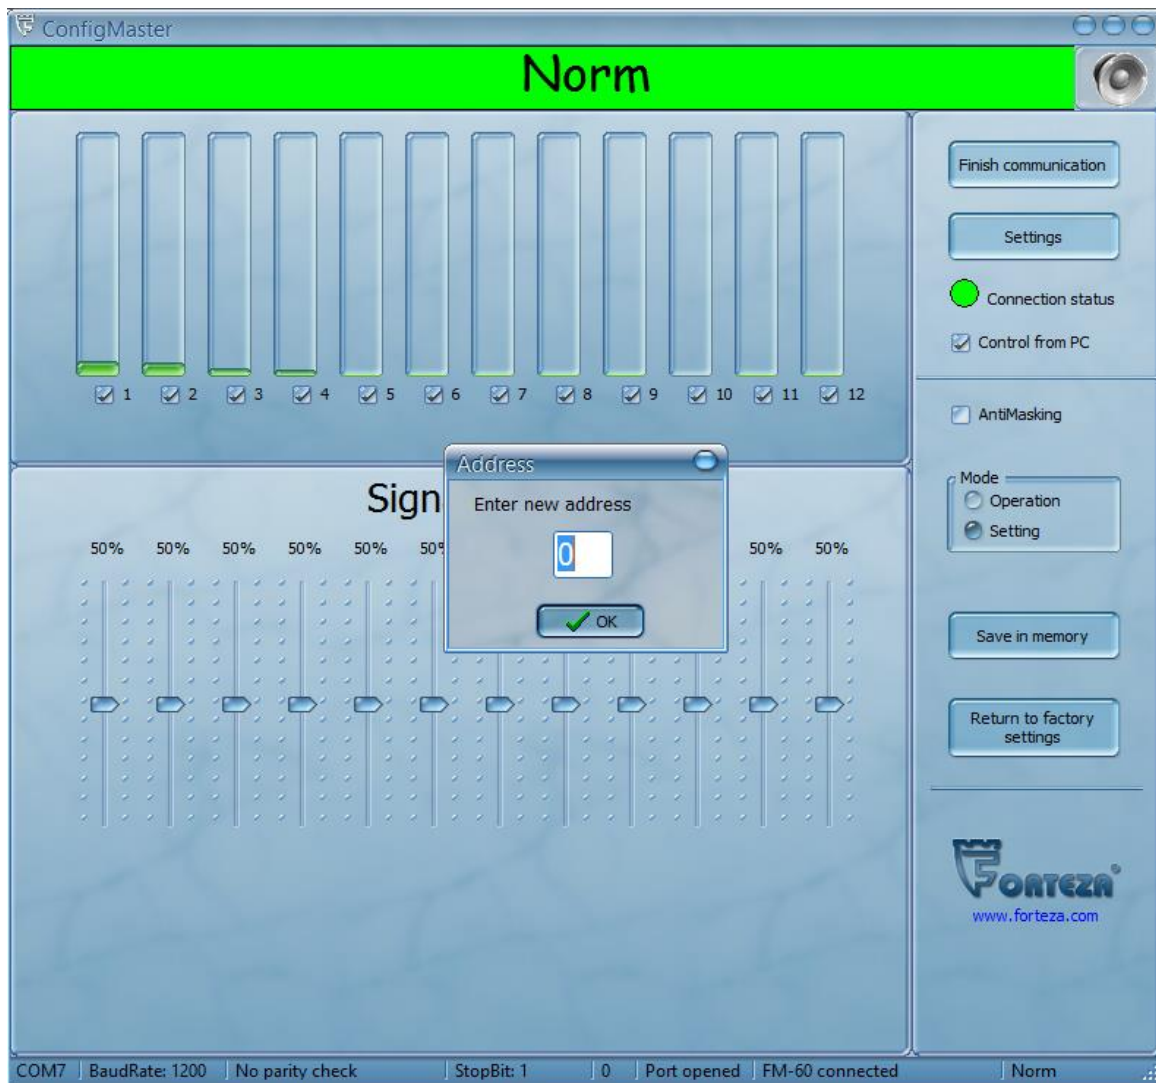 ConfigMaster
Norm
Finish communication
Settings
Connection status
Control from PC
1 2 3 4 5 6 7 8 9 10 11 12
AntiMasking
Mode
Operation
Setting
Address
Enter new address
0
OK
Sign
50% 50% 50% 50% 50% 50% 50% 50%
Save in memory
Return to factory
settings
FORTEZA®
www.forteza.com
COM7 BaudRate: 1200 No parity check StopBit: 1 0 Port opened FM-60 connected Norm